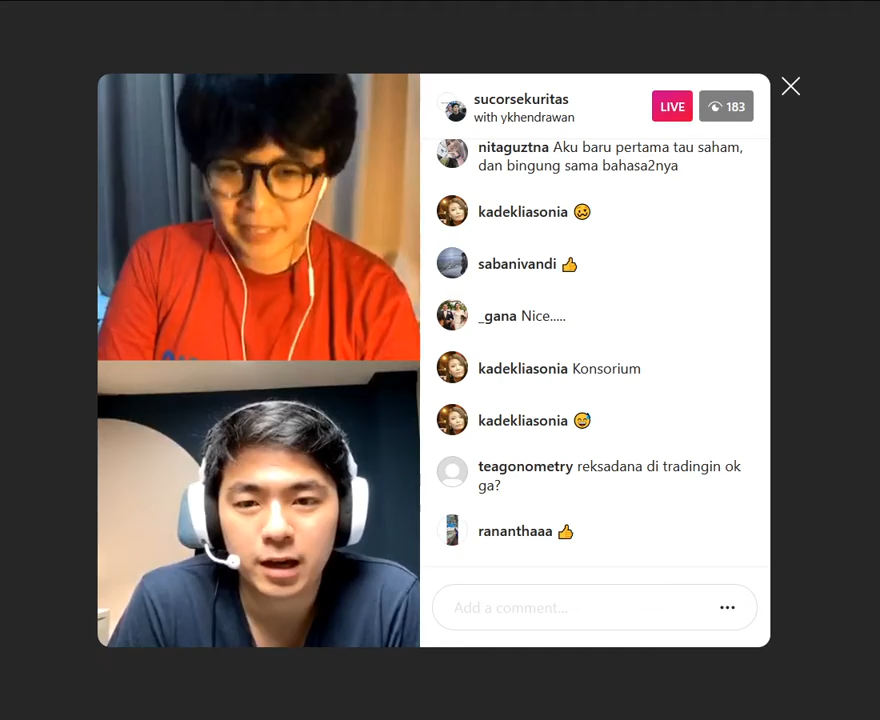 sucorsekuritas
with ykhendrawan
LIVE
183
nitaguztna Aku baru pertama tau saham,
dan bingung sama bahasa2nya
kadekliasonia 🥴
sabanivandi 👍
_gana Nice.....
kadekliasonia Konsorium
kadekliasonia 😅
teagonometry reksadana di tradingin ok
ga?
rananthaaa 👍
Add a comment...